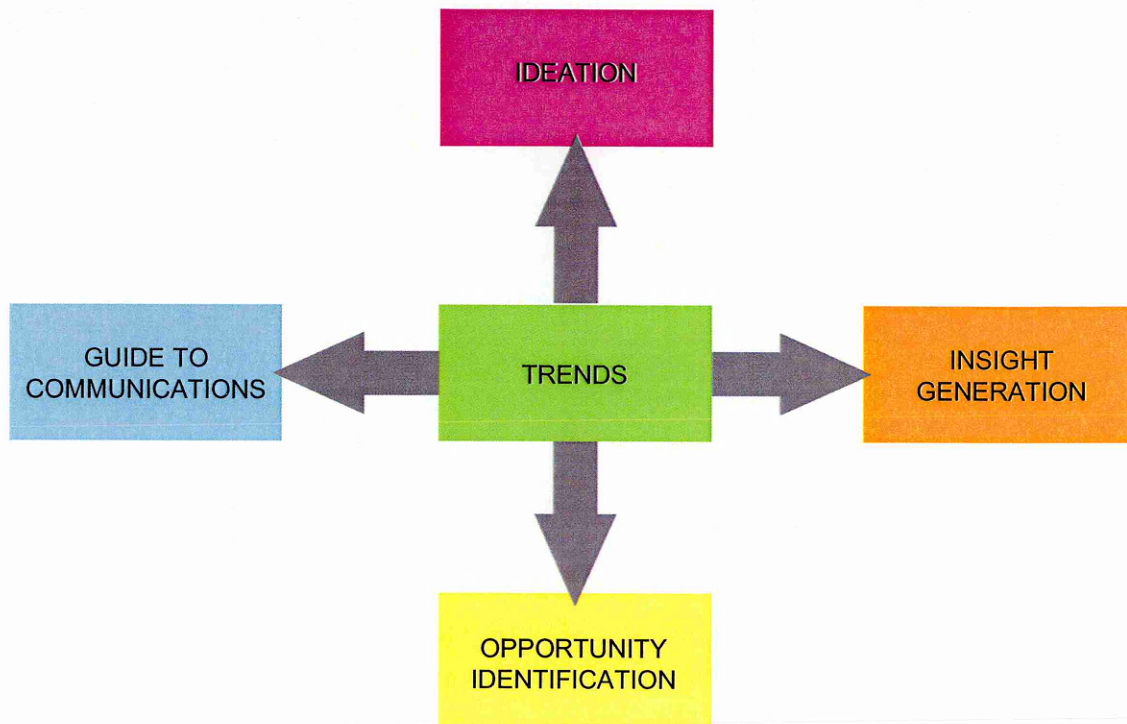 IDEATION
GUIDE TO
COMMUNICATIONS
TRENDS
INSIGHT
GENERATION
OPPORTUNITY
IDENTIFICATION